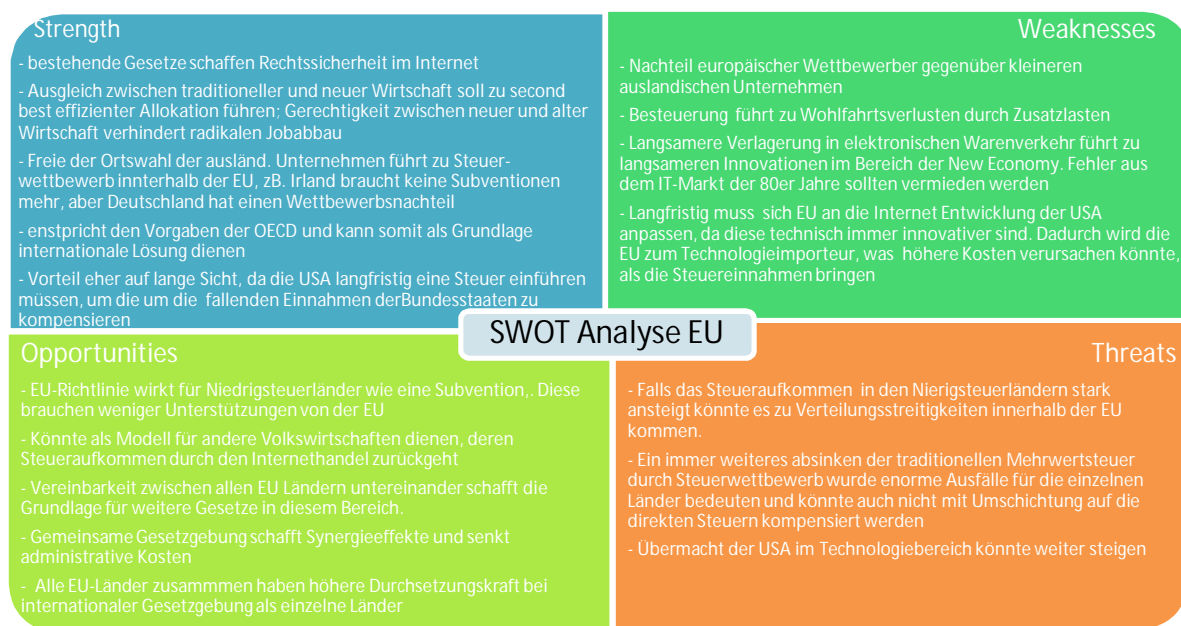 Strength
- bestehende Gesetze schaffen Rechtssicherheit im Internet
- Ausgleich zwischen traditioneller und neuer Wirtschaft soll zu second
best effizienter Allokation führen; Gerechtigkeit zwischen neuer und alter
Wirtschaft verhindert radikalen Jobabbau
- Freie der Ortswahl der ausländ. Unternehmen führt zu Steuer-
wettbewerb innterhalb der EU, zB. Irland braucht keine Subventionen
mehr, aber Deutschland hat einen Wettbewerbsnachteil
- enstpricht den Vorgaben der OECD und kann somit als Grundlage
internationale Lösung dienen
- Vorteil eher auf lange Sicht, da die USA langfristig eine Steuer einführen
müssen, um die um die fallenden Einnahmen derBundesstaaten zu
kompensieren
Weaknesses
- Nachteil europäischer Wettbewerber gegenüber kleineren
auslandischen Unternehmen
- Besteuerung führt zu Wohlfahrtsverlusten durch Zusatzlasten
- Langsamere Verlagerung in elektronischen Warenverkehr führt zu
langsameren Innovationen im Bereich der New Economy. Fehler aus
dem IT-Markt der 80er Jahre sollten vermieden werden
- Langfristig muss sich EU an die Internet Entwicklung der USA
anpassen, da diese technisch immer innovativer sind. Dadurch wird die
EU zum Technologieimporteur, was höhere Kosten verursachen könnte,
als die Steuereinnahmen bringen
SWOT Analyse EU
Opportunities
- EU-Richtlinie wirkt für Niedrigsteuerländer wie eine Subvention,. Diese
brauchen weniger Unterstützungen von der EU
- Könnte als Modell für andere Volkswirtschaften dienen, deren
Steueraufkommen durch den Internethandel zurückgeht
- Vereinbarkeit zwischen allen EU Ländern untereinander schafft die
Grundlage für weitere Gesetze in diesem Bereich.
- Gemeinsame Gesetzgebung schafft Synergieeffekte und senkt
administrative Kosten
- Alle EU-Länder zusammmen haben höhere Durchsetzungskraft bei
internationaler Gesetzgebung als einzelne Länder
Threats
- Falls das Steueraufkommen in den Nierigsteuerländern stark
ansteigt könnte es zu Verteilungsstreitigkeiten innerhalb der EU
kommen.
- Ein immer weiteres absinken der traditionellen Mehrwertsteuer
durch Steuerwettbewerb wurde enorme Ausfälle für die einzelnen
Länder bedeuten und könnte auch nicht mit Umschichtung auf die
direkten Steuern kompensiert werden
- Übermacht der USA im Technologiebereich könnte weiter steigen